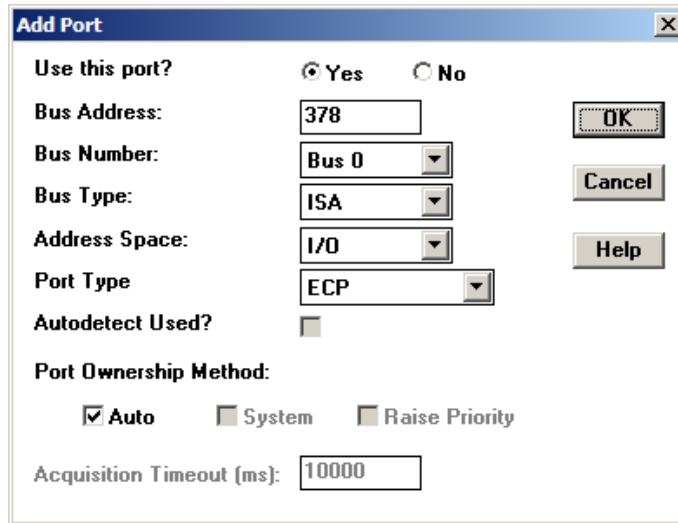 Add Port
Use this port? Yes No
Bus Address: 378 OK
Bus Number: Bus 0
Bus Type: ISA Cancel
Address Space: I/O Help
Port Type ECP
Autodetect Used?
Port Ownership Method:
Auto System Raise Priority
Acquisition Timeout (ms): 10000